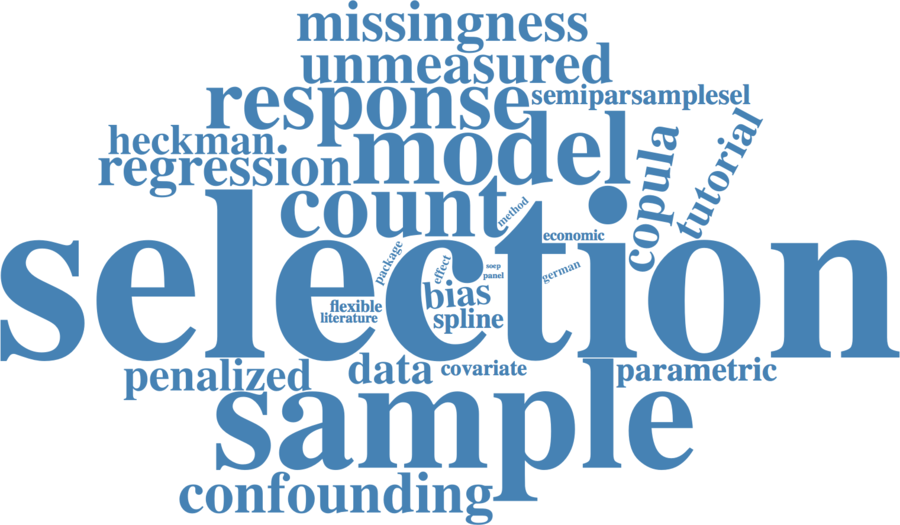 missingness
unmeasured
response
semiparsamplesel
heckman
regression
model
copula
tutorial
count
method
economic
selection
package
effect
soep
panel
german
flexible
literature
bias
spline
penalized
data
covariate
parametric
sample
confounding